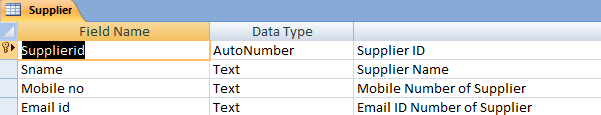 Supplier
Field Name Data Type
Supplierid AutoNumber Supplier ID
Sname Text Supplier Name
Mobile no Text Mobile Number of Supplier
Email id Text Email ID Number of Supplier